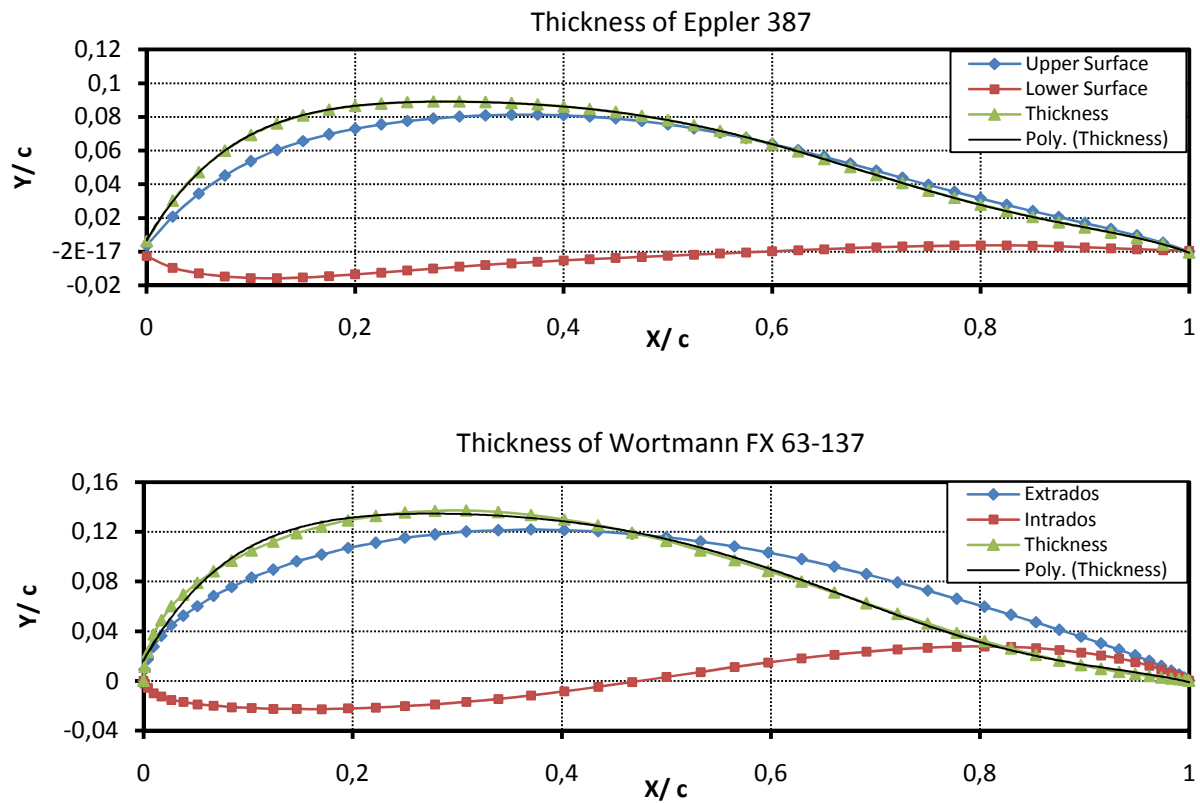 Thickness of Eppler 387
0,12
0,1
0,08
0,06
0,04
0,02
-2E-17
-0,02
Y/ c
Upper Surface
Lower Surface
Thickness
Poly. (Thickness)
0 0,2 0,4 0,6 0,8 1
X/ c
Thickness of Wortmann FX 63-137
0,16
0,12
0,08
0,04
0
-0,04
Y/ c
Extrados
Intrados
Thickness
Poly. (Thickness)
0 0,2 0,4 0,6 0,8 1
X/ c